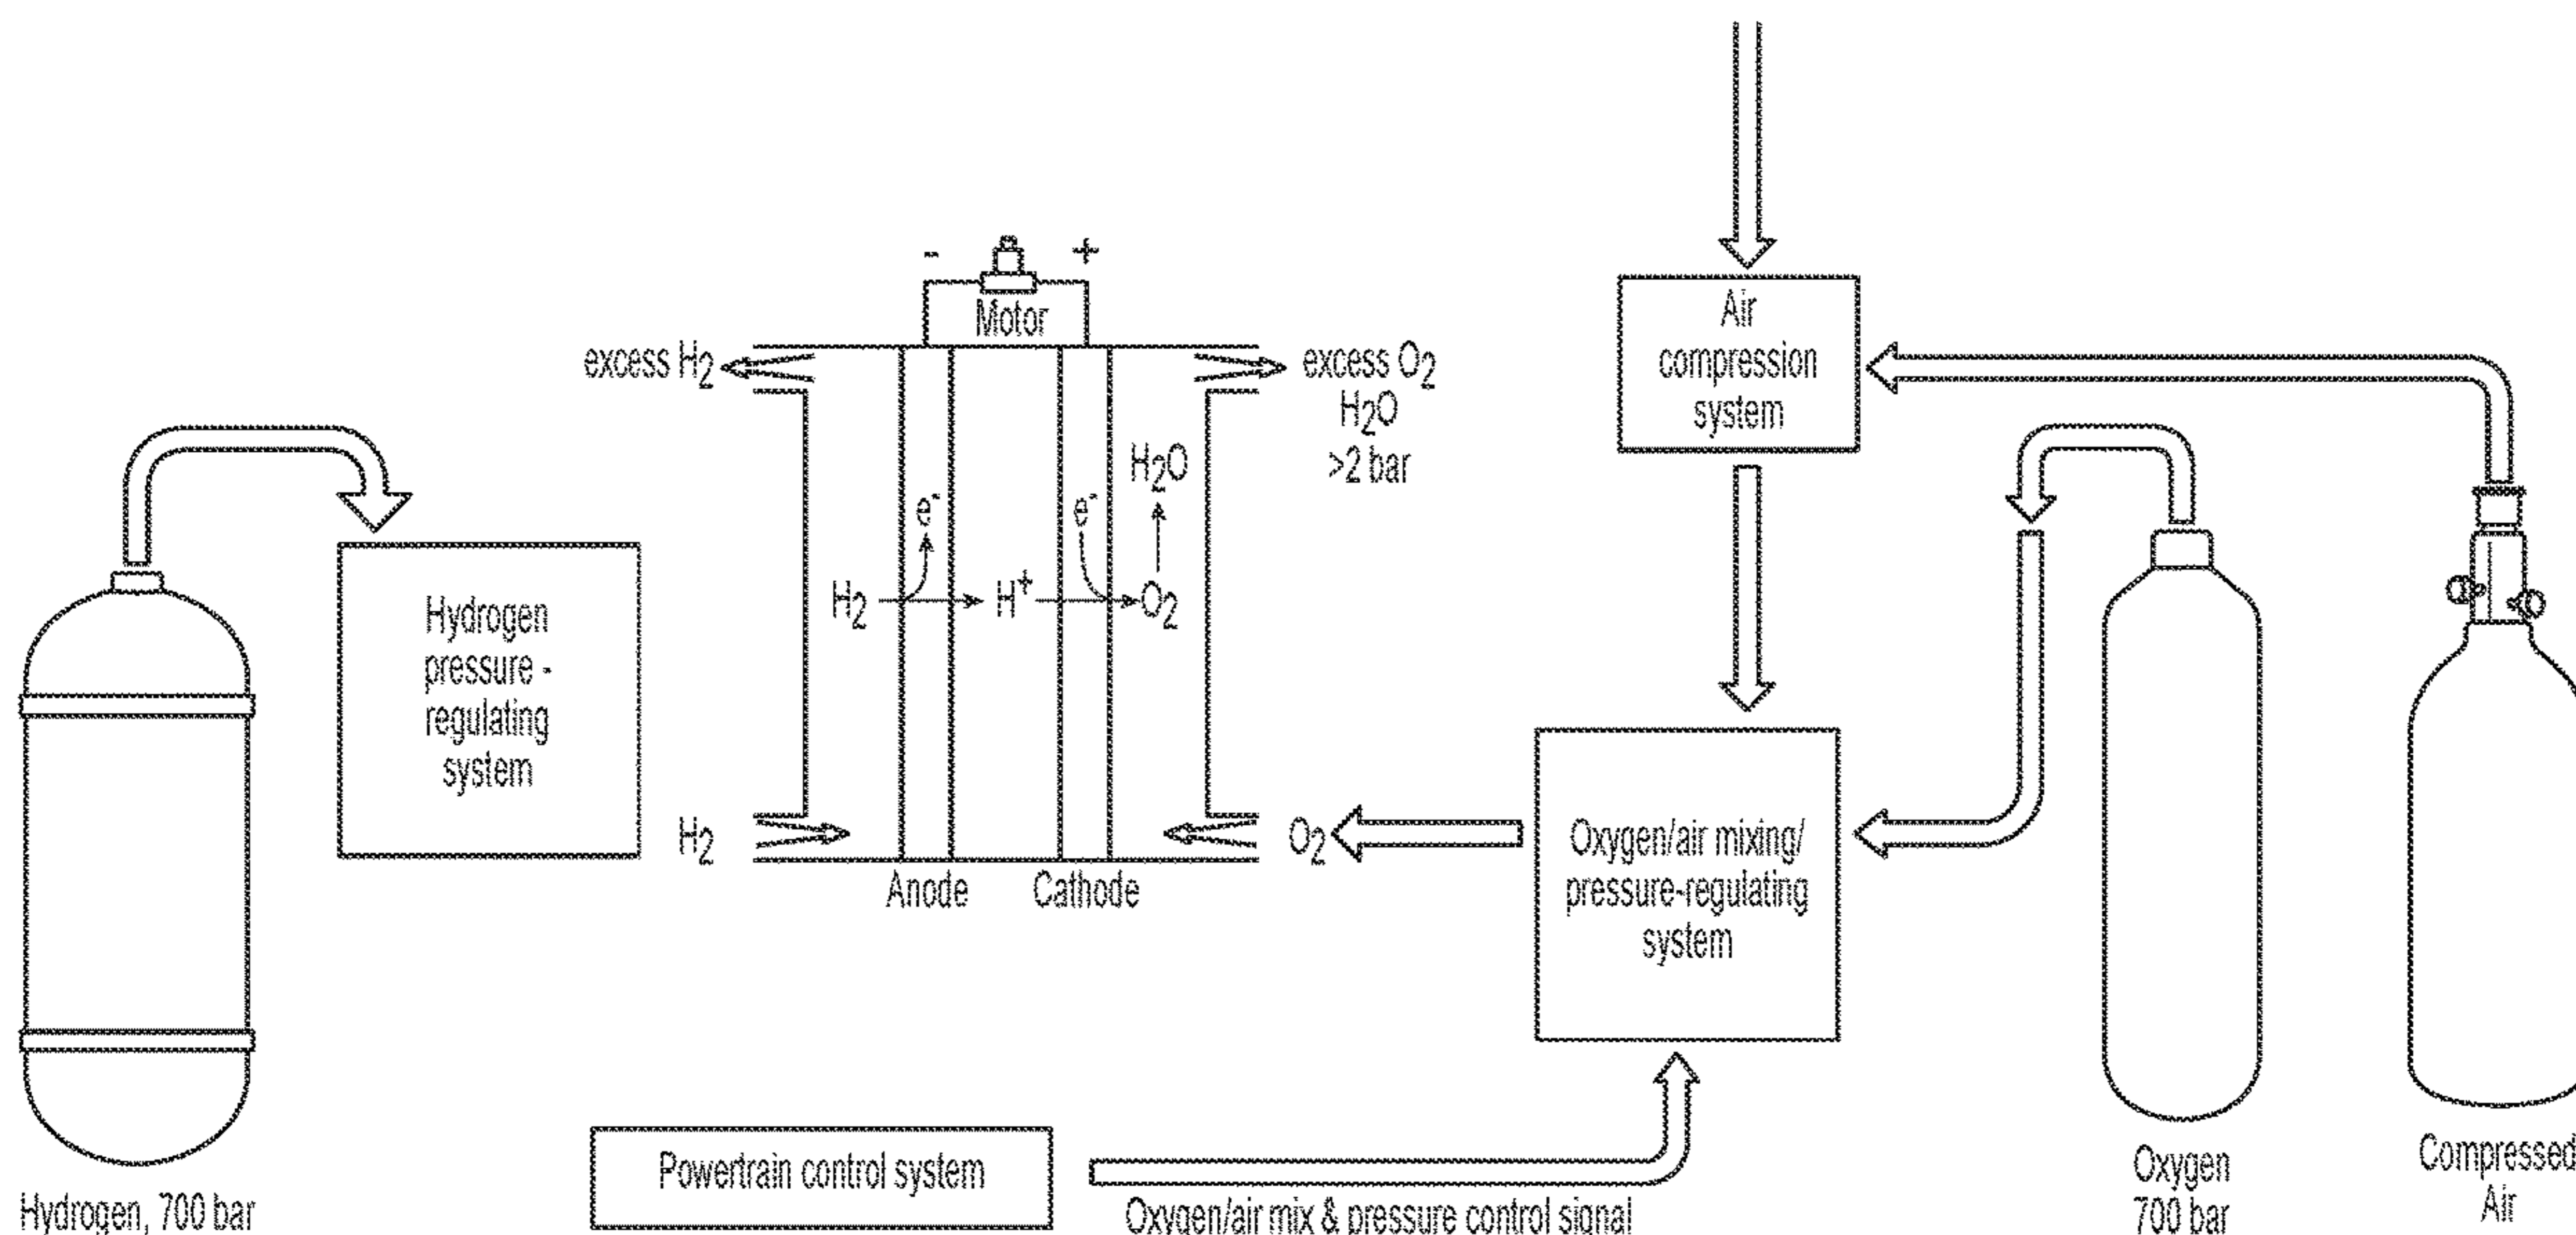 -
+
Motor
excess H2
excess O2
H2O
>2 bar
H2O
e-
e-
H2
H+
O2
H2
O2
Anode
Cathode
Hydrogen
pressure -
regulating
system
Air
compression
system
Oxygen/air mixing/
pressure-regulating
system
Powertrain control system
Oxygen/air mix & pressure control signal
Hydrogen, 700 bar
Oxygen
700 bar
Compressed
Air